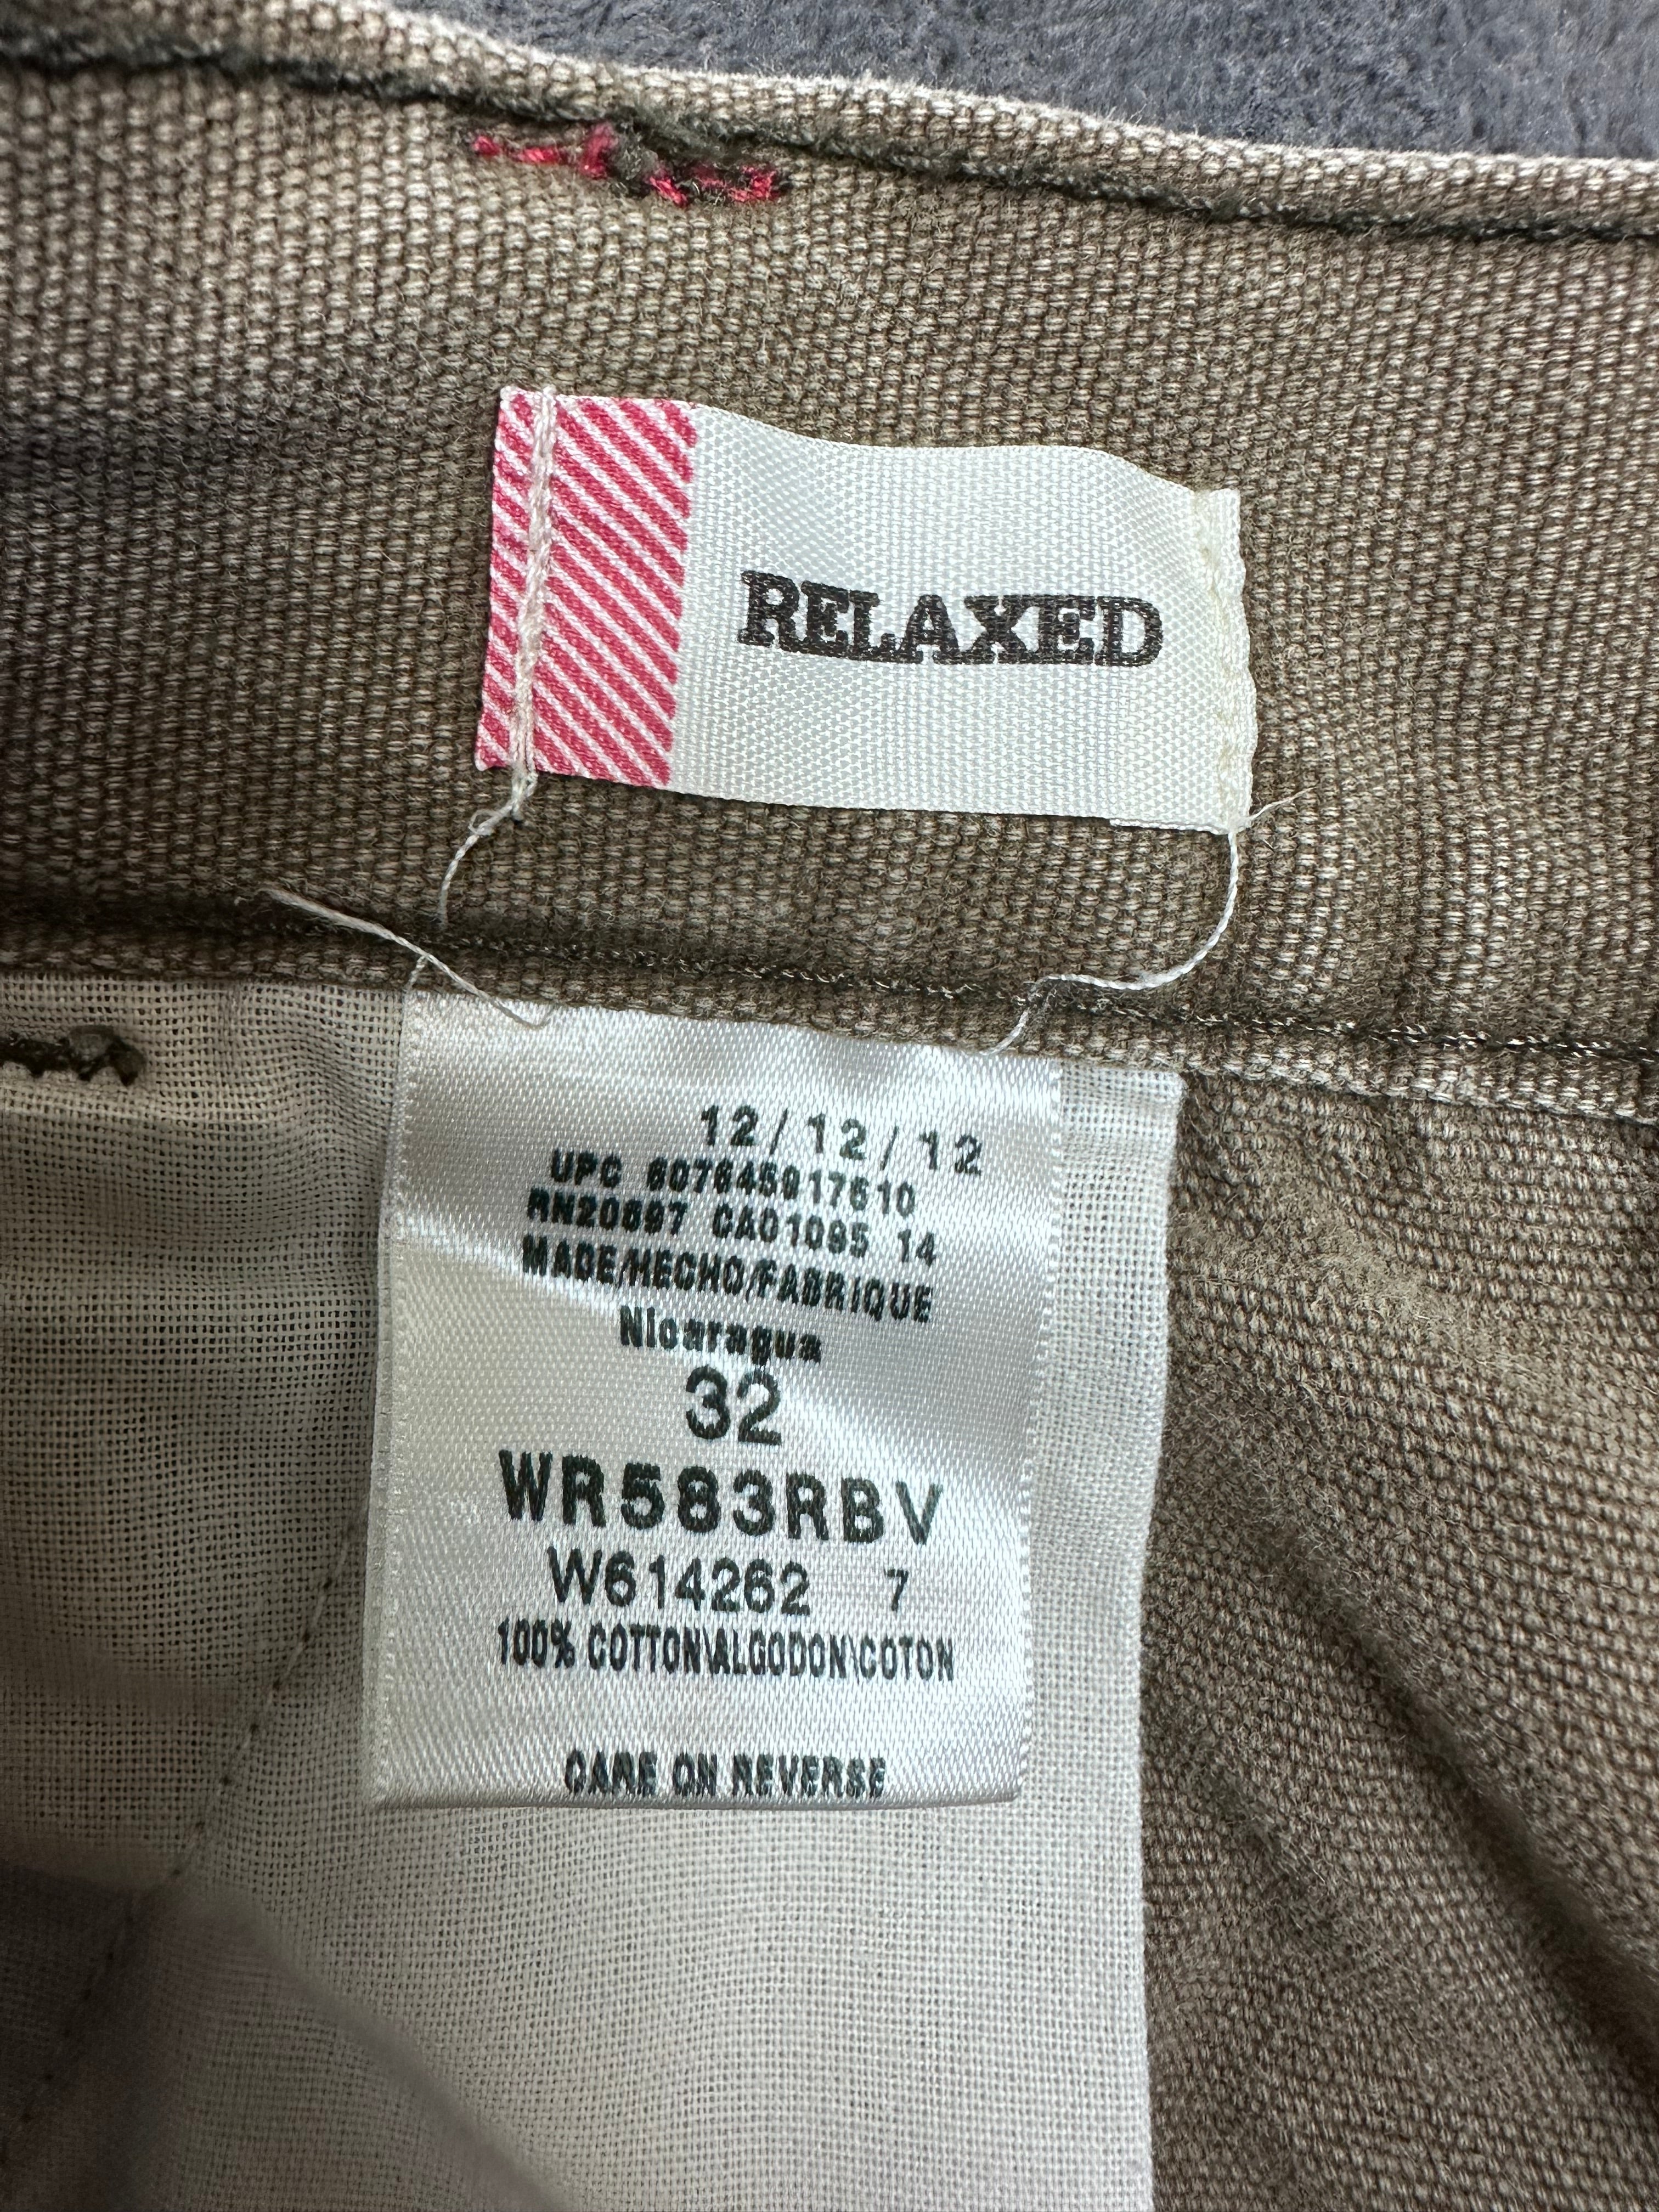 RELAXED
12/12/12
UPC 607645917610
RN20697 CA01095 14
MADE/HECHO/FABRIQUE
Nicaragua
32
WR583RBV
W614262 7
100% COTTON\ALGODON\COTON
CARE ON REVERSE